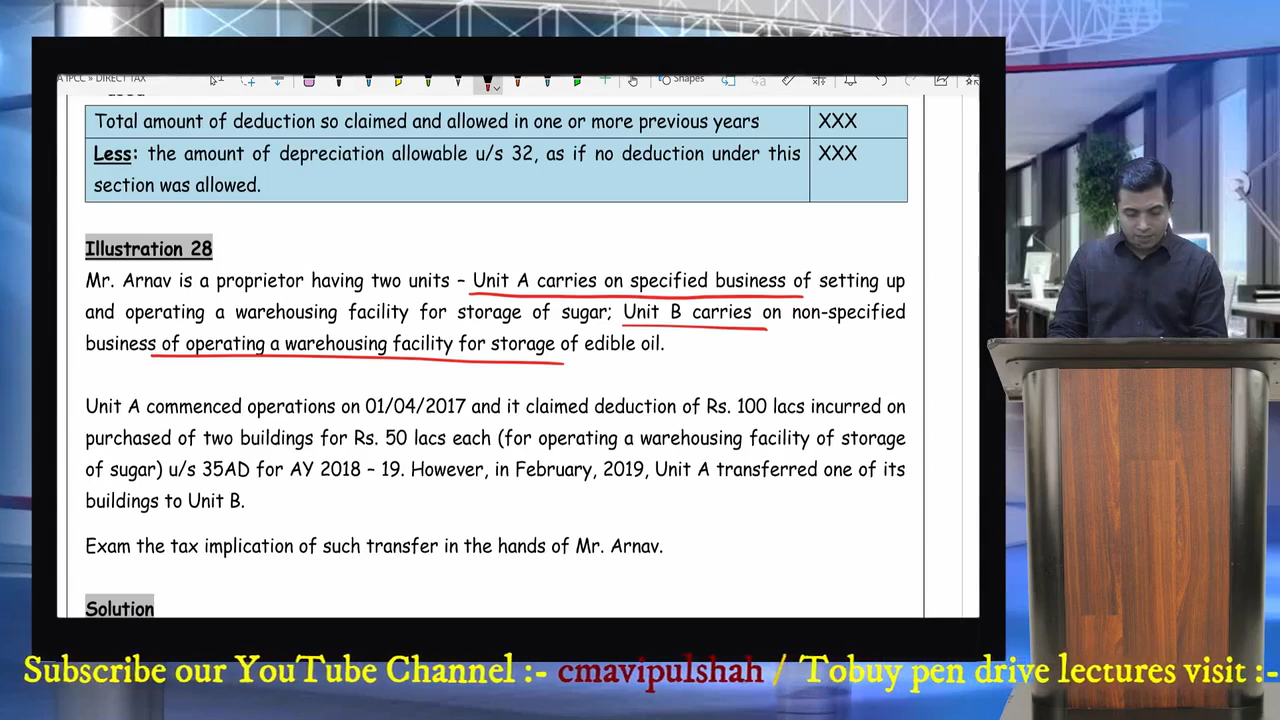 A IPCC » DIRECT TAX
Shapes
used
Total amount of deduction so claimed and allowed in one or more previous years XXX
Less: the amount of depreciation allowable u/s 32, as if no deduction under this XXX
section was allowed.
Illustration 28
Mr. Arnav is a proprietor having two units – Unit A carries on specified business of setting up
and operating a warehousing facility for storage of sugar; Unit B carries on non-specified
business of operating a warehousing facility for storage of edible oil.
Unit A commenced operations on 01/04/2017 and it claimed deduction of Rs. 100 lacs incurred on
purchased of two buildings for Rs. 50 lacs each (for operating a warehousing facility of storage
of sugar) u/s 35AD for AY 2018 – 19. However, in February, 2019, Unit A transferred one of its
buildings to Unit B.
Exam the tax implication of such transfer in the hands of Mr. Arnav.
Solution
Subscribe our YouTube Channel :- cmavipulshah / Tobuy pen drive lectures visit :-